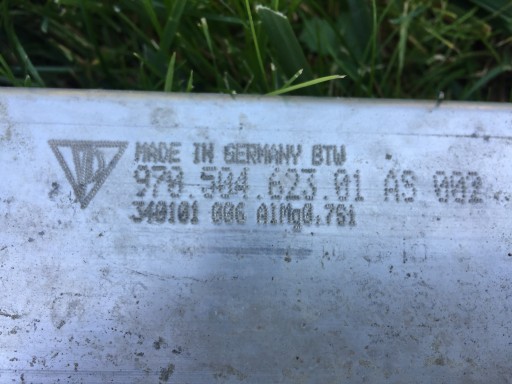 MADE IN GERMANY BTW
970 504.623 01 AS 002
340101 006 AlMg0,7Si